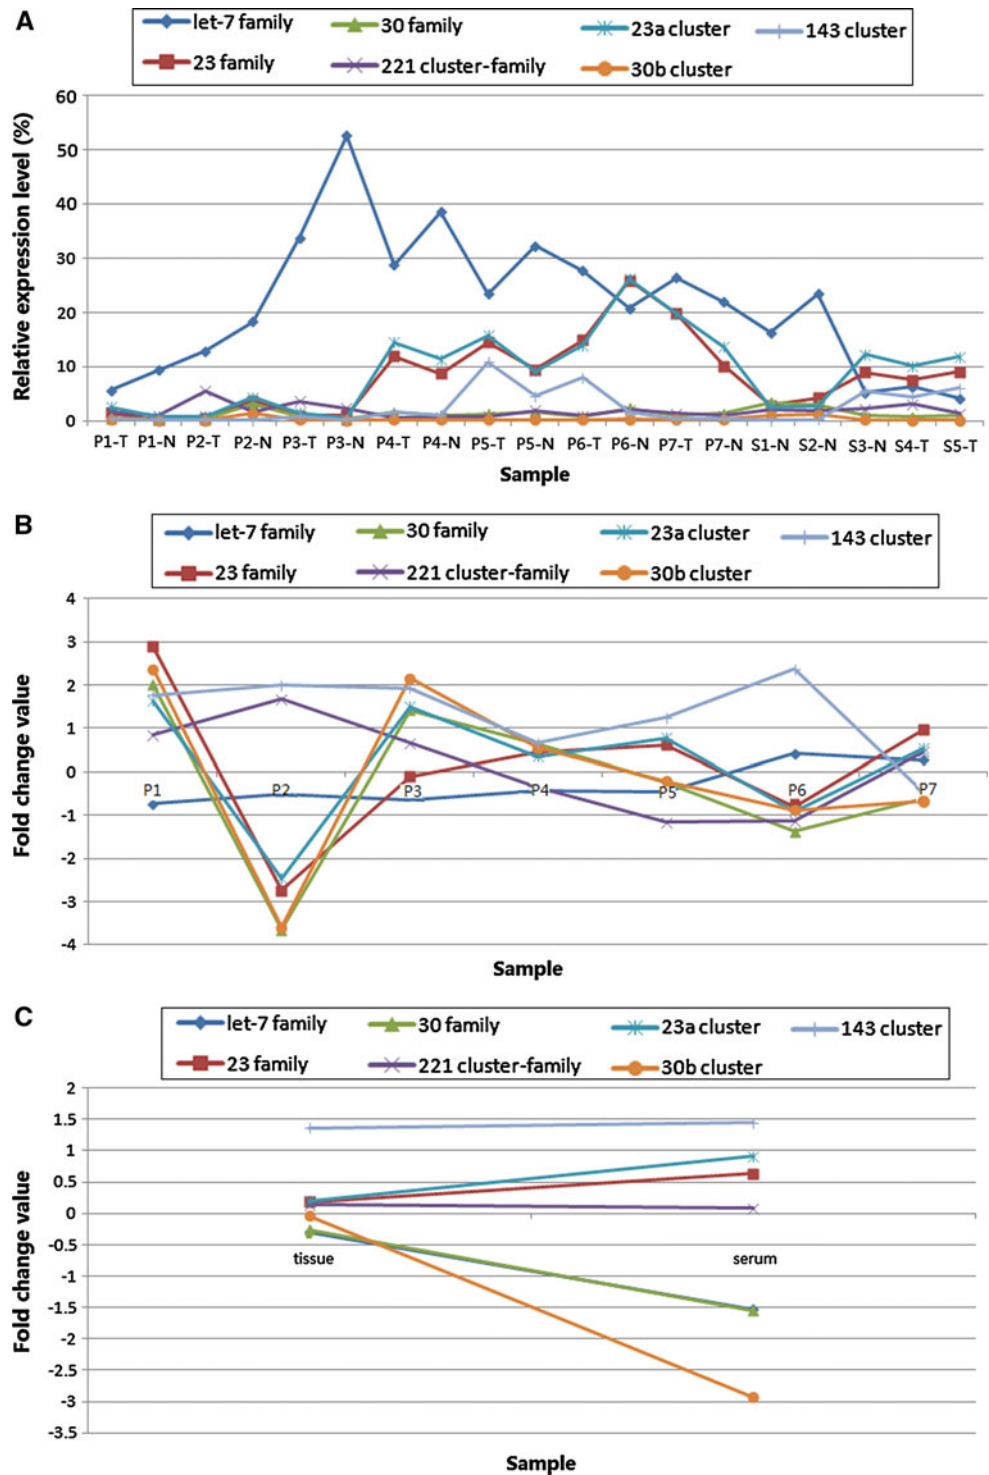 A
let-7 family
30 family
23a cluster
143 cluster
23 family
221 cluster-family
30b cluster
60
50
40
30
20
10
0
Relative expression level (%)
P1-T P1-N P2-T P2-N P3-T P3-N P4-T P4-N P5-T P5-N P6-T P6-N P7-T P7-N S1-N S2-N S3-N S4-T S5-T
Sample
B
let-7 family
30 family
23a cluster
143 cluster
23 family
221 cluster-family
30b cluster
4
3
2
1
0
-1
-2
-3
-4
Fold change value
P1 P2 P3 P4 P5 P6 P7
Sample
C
let-7 family
30 family
23a cluster
143 cluster
23 family
221 cluster-family
30b cluster
2
1.5
1
0.5
0
-0.5
-1
-1.5
-2
-2.5
-3
-3.5
Fold change value
tissue serum
Sample